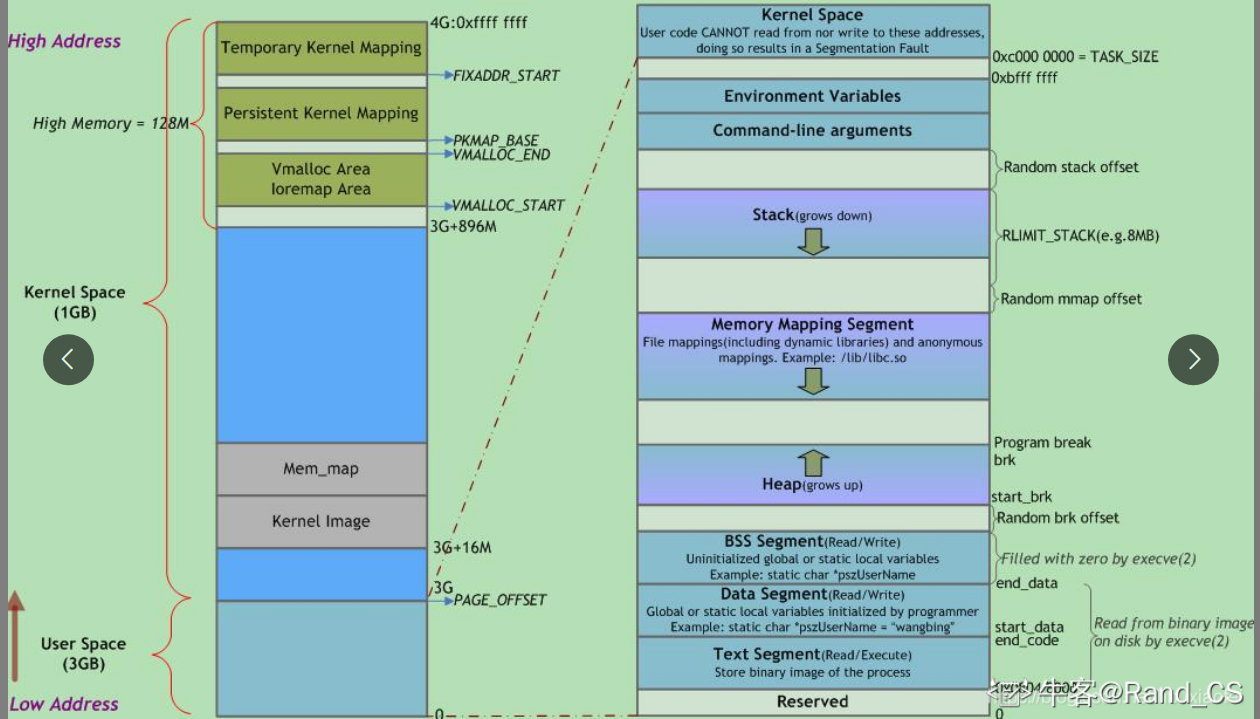 High Address
4G:0xffff ffff
Temporary Kernel Mapping
FIXADDR_START
High Memory = 128M
Persistent Kernel Mapping
PKMAP_BASE
VMALLOC_END
Vmalloc Area
Ioremap Area
VMALLOC_START
3G+896M
Kernel Space
(1GB)
Mem_map
Kernel Image
3G+16M
3G
PAGE_OFFSET
User Space
(3GB)
Low Address
0
Kernel Space
User code CANNOT read from nor write to these addresses,
doing so results in a Segmentation Fault
0xc000 0000 = TASK_SIZE
0xbfff ffff
Environment Variables
Command-line arguments
Random stack offset
Stack(grows down)
RLIMIT_STACK(e.g.8MB)
Random mmap offset
Memory Mapping Segment
File mappings(including dynamic libraries) and anonymous
mappings. Example: /lib/libc.so
Program break
brk
Heap(grows up)
start_brk
Random brk offset
BSS Segment(Read/Write)
Uninitialized global or static local variables
Example: static char *pszUserName
Filled with zero by execve(2)
end_data
Data Segment(Read/Write)
Global or static local variables initialized by programmer
Example: static char *pszUserName = "wangbing"
start_data
end_code
Read from binary image
on disk by execve(2)
Text Segment(Read/Execute)
Store binary image of the process
Reserved
0
牛客@Rand_CS